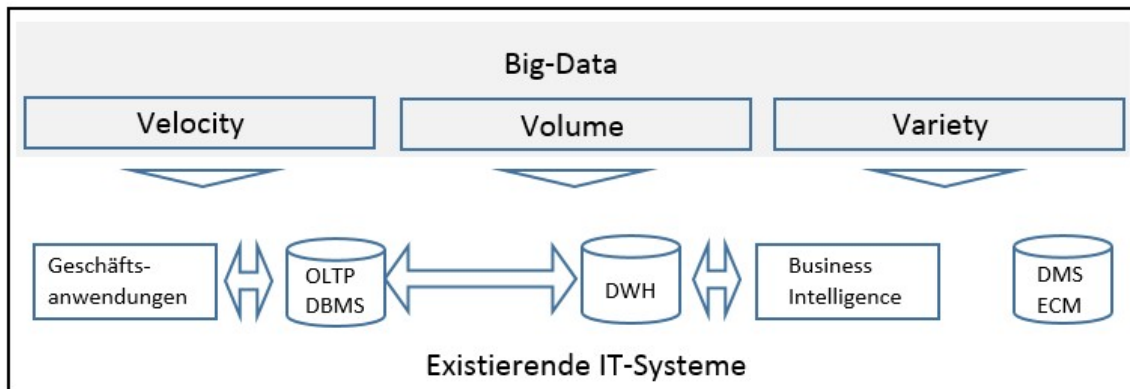 Big-Data
Velocity
Volume
Variety
Geschäfts-
anwendungen
OLTP
DBMS
DWH
Business
Intelligence
DMS
ECM
Existierende IT-Systeme